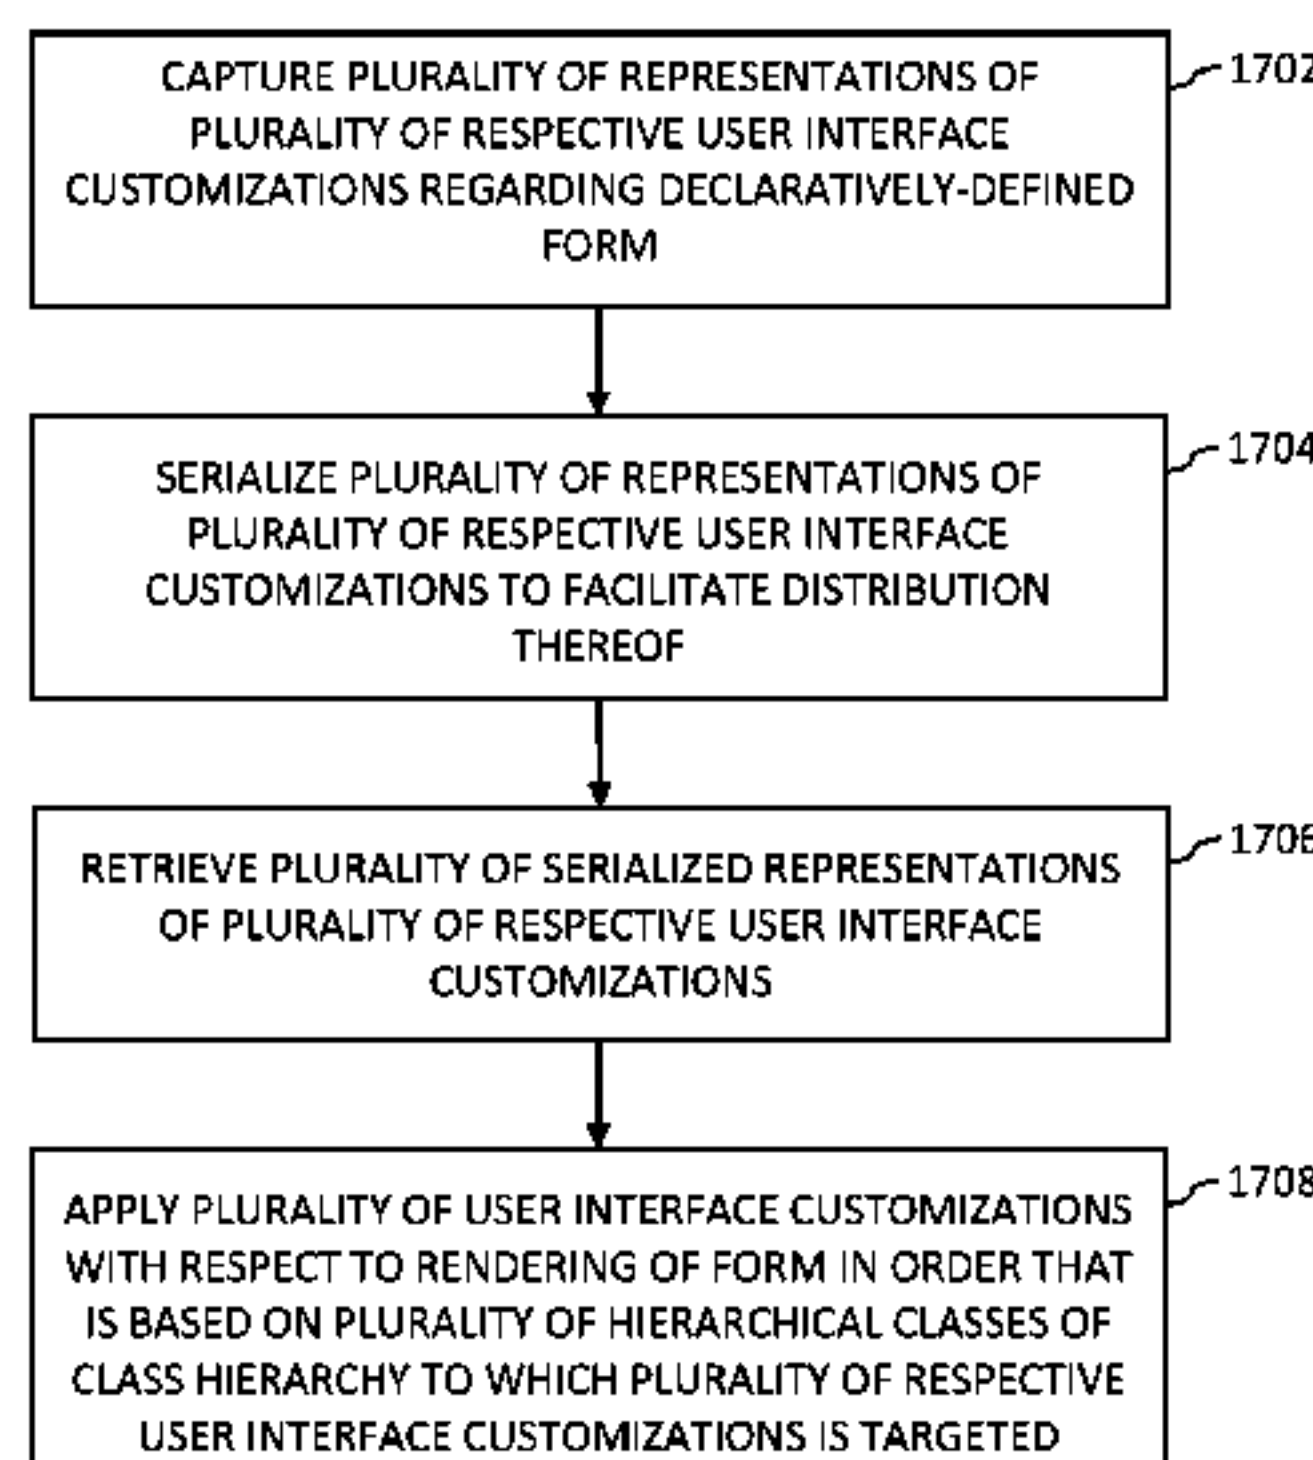 CAPTURE PLURALITY OF REPRESENTATIONS OF
PLURALITY OF RESPECTIVE USER INTERFACE
CUSTOMIZATIONS REGARDING DECLARATIVELY-DEFINED
FORM
1702
SERIALIZE PLURALITY OF REPRESENTATIONS OF
PLURALITY OF RESPECTIVE USER INTERFACE
CUSTOMIZATIONS TO FACILITATE DISTRIBUTION
THEREOF
1704
RETRIEVE PLURALITY OF SERIALIZED REPRESENTATIONS
OF PLURALITY OF RESPECTIVE USER INTERFACE
CUSTOMIZATIONS
1706
APPLY PLURALITY OF USER INTERFACE CUSTOMIZATIONS
WITH RESPECT TO RENDERING OF FORM IN ORDER THAT
IS BASED ON PLURALITY OF HIERARCHICAL CLASSES OF
CLASS HIERARCHY TO WHICH PLURALITY OF RESPECTIVE
USER INTERFACE CUSTOMIZATIONS IS TARGETED
1708